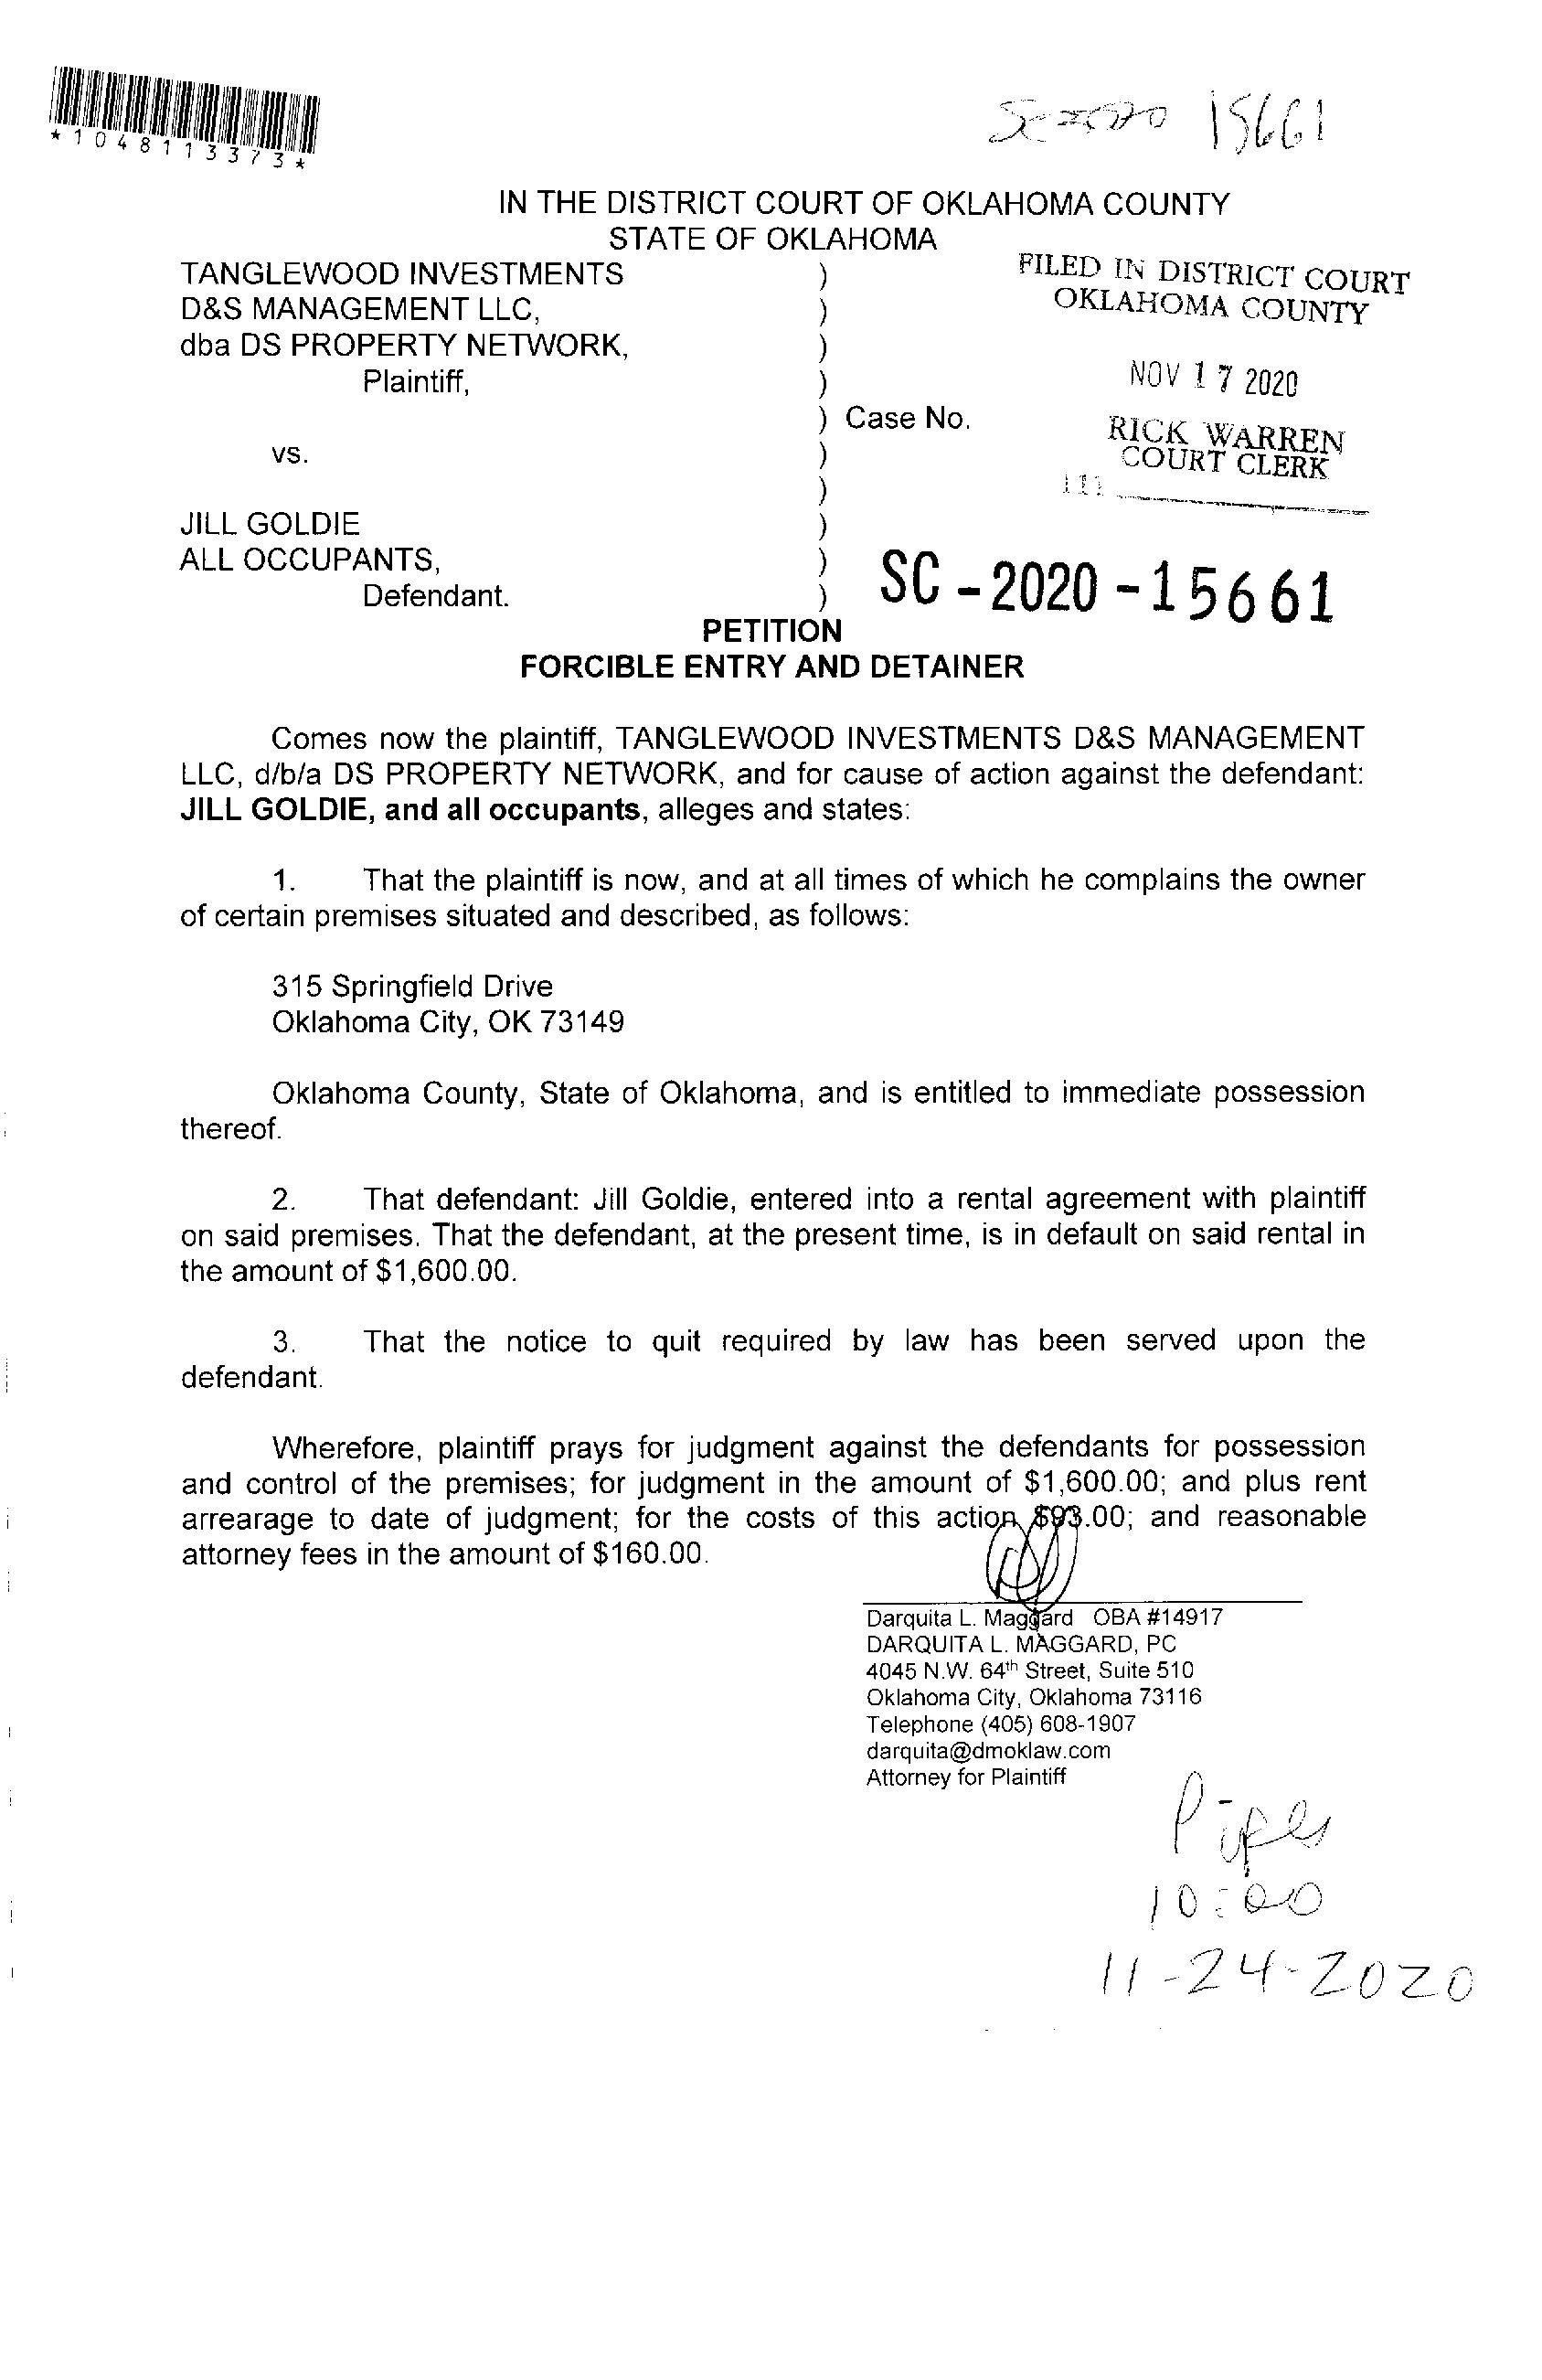 *1048113373*
SC-2020 15661
IN THE DISTRICT COURT OF OKLAHOMA COUNTY
STATE OF OKLAHOMA
TANGLEWOOD INVESTMENTS )
D&S MANAGEMENT LLC, )
dba DS PROPERTY NETWORK, )
Plaintiff, )
) Case No.
vs. )
)
JILL GOLDIE )
ALL OCCUPANTS, )
Defendant. )
FILED IN DISTRICT COURT
OKLAHOMA COUNTY
NOV 17 2020
RICK WARREN
COURT CLERK
111
SC-2020-15661
PETITION
FORCIBLE ENTRY AND DETAINER
Comes now the plaintiff, TANGLEWOOD INVESTMENTS D&S MANAGEMENT
LLC, d/b/a DS PROPERTY NETWORK, and for cause of action against the defendant:
JILL GOLDIE, and all occupants, alleges and states:
1. That the plaintiff is now, and at all times of which he complains the owner
of certain premises situated and described, as follows:
315 Springfield Drive
Oklahoma City, OK 73149
Oklahoma County, State of Oklahoma, and is entitled to immediate possession
thereof.
2. That defendant: Jill Goldie, entered into a rental agreement with plaintiff
on said premises. That the defendant, at the present time, is in default on said rental in
the amount of $1,600.00.
3. That the notice to quit required by law has been served upon the
defendant.
Wherefore, plaintiff prays for judgment against the defendants for possession
and control of the premises; for judgment in the amount of $1,600.00; and plus rent
arrearage to date of judgment; for the costs of this action $93.00; and reasonable
attorney fees in the amount of $160.00.
Darquita L. Maggard OBA #14917
DARQUITA L. MAGGARD, PC
4045 N.W. 64th Street, Suite 510
Oklahoma City, Oklahoma 73116
Telephone (405) 608-1907
darquita@dmoklaw.com
Attorney for Plaintiff
Pipes
10:00
11-24-2020